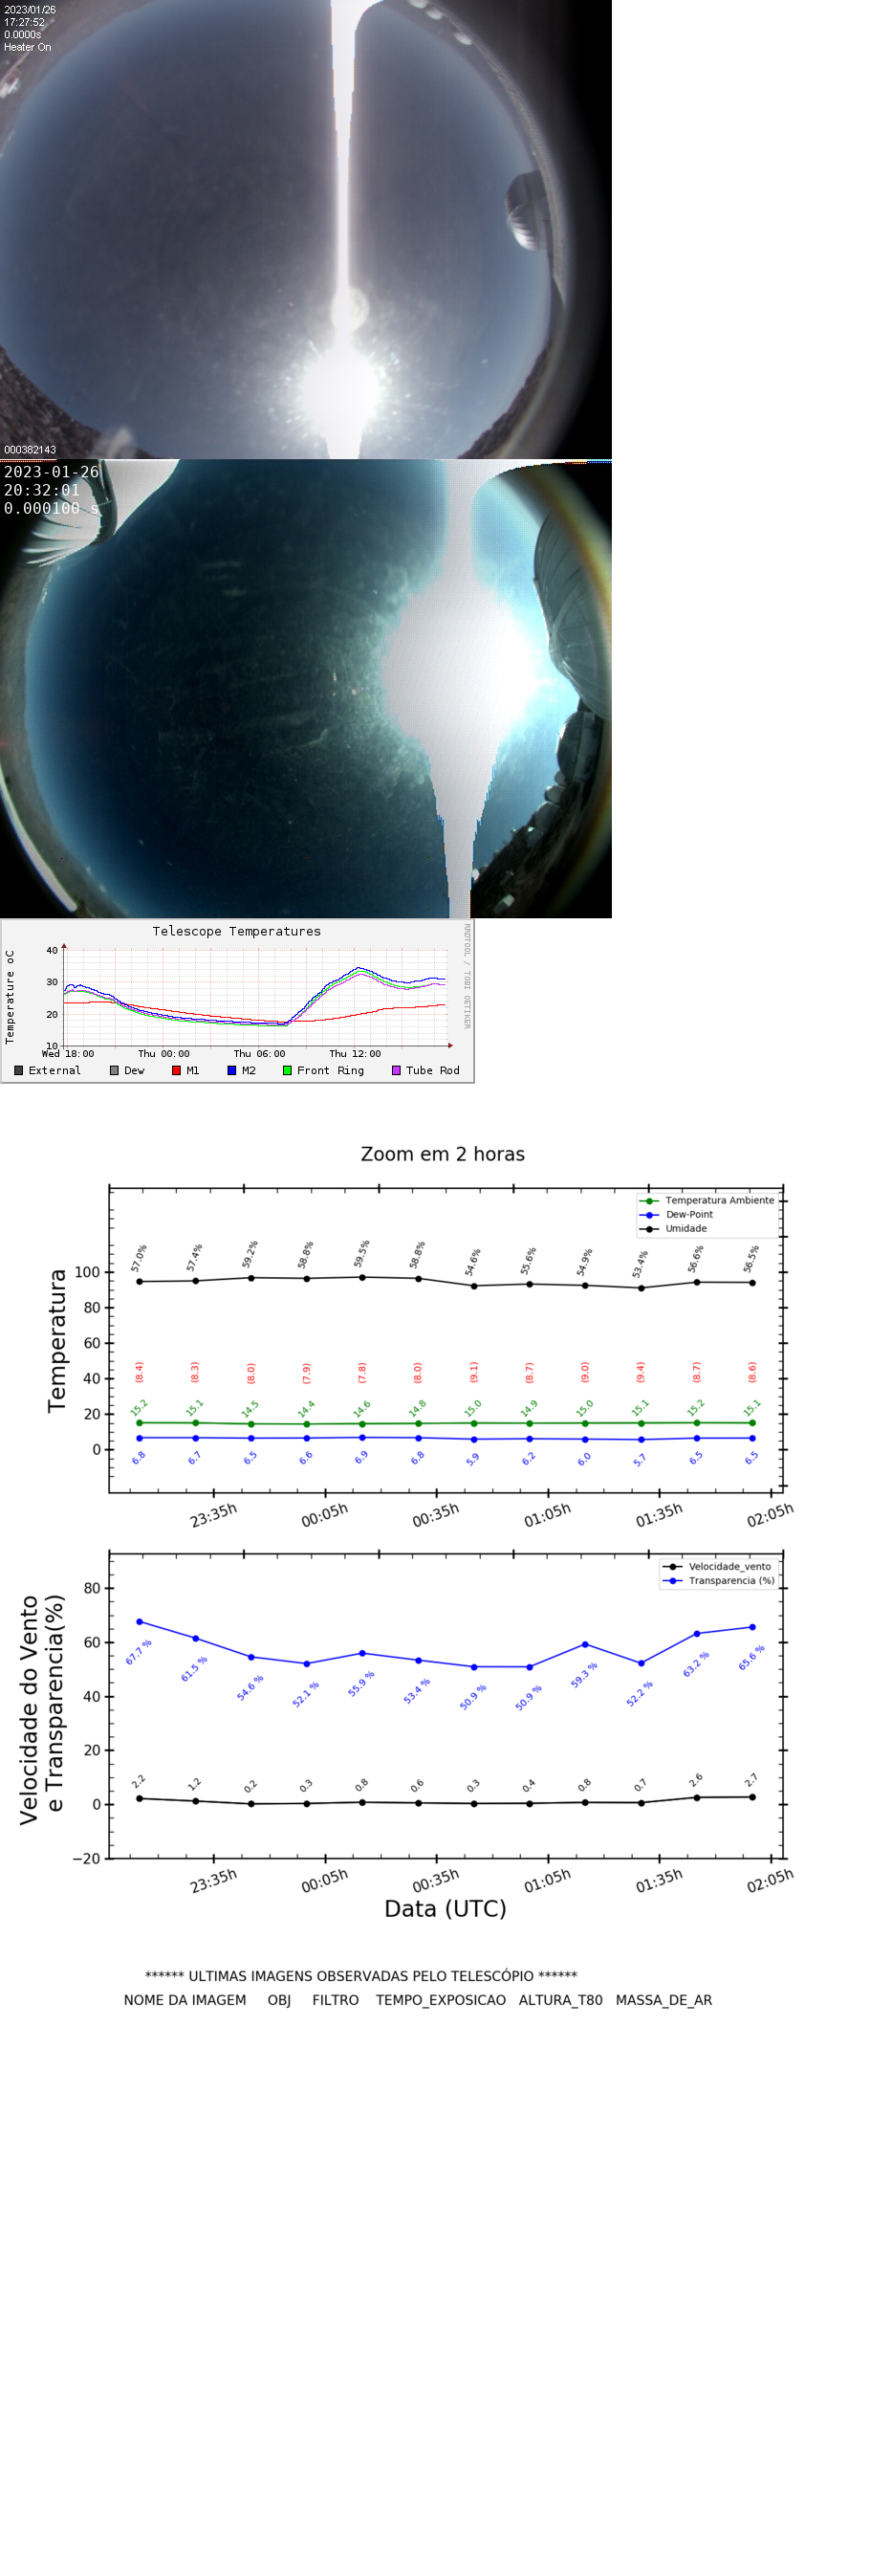 2023/01/26
17:27:52
0.0000s
Heater On
000382143
2023-01-26
20:32:01
0.000100 s
Telescope Temperatures
RRDTOOL / TOBI OETIKER
Temperature oC
40
30
20
10
Wed 18:00 Thu 00:00 Thu 06:00 Thu 12:00
External Dew M1 M2 Front Ring Tube Rod
Zoom em 2 horas
Temperatura Ambiente
Dew-Point
Umidade
Temperatura
100
80
60
40
20
0
57.0% 57.4% 59.2% 58.8% 59.5% 58.8% 54.6% 55.6% 54.9% 53.4% 56.6% 56.5%
(8.4) (8.3) (8.0) (7.9) (7.8) (8.0) (9.1) (8.7) (9.0) (9.4) (8.7) (8.6)
15.2 15.1 14.5 14.4 14.6 14.8 15.0 14.9 15.0 15.1 15.2 15.1
6.8 6.7 6.5 6.6 6.9 6.8 5.9 6.2 6.0 5.7 6.5 6.5
23:35h 00:05h 00:35h 01:05h 01:35h 02:05h
Velocidade_vento
Transparencia (%)
Velocidade do Vento
e Transparencia(%)
80
60
40
20
0
−20
67.7 % 61.5 % 54.6 % 52.1 % 55.9 % 53.4 % 50.9 % 50.9 % 59.3 % 52.2 % 63.2 % 65.6 %
2.2 1.2 0.2 0.3 0.8 0.6 0.3 0.4 0.8 0.7 2.6 2.7
23:35h 00:05h 00:35h 01:05h 01:35h 02:05h
Data (UTC)
****** ULTIMAS IMAGENS OBSERVADAS PELO TELESCÓPIO ******
NOME DA IMAGEM OBJ FILTRO TEMPO_EXPOSICAO ALTURA_T80 MASSA_DE_AR